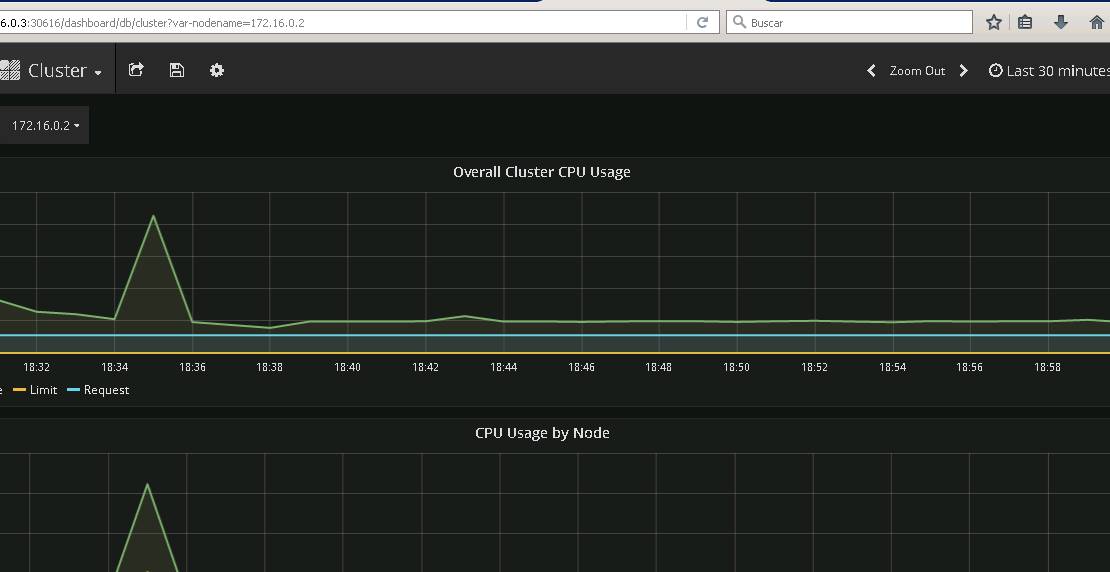 6.0.3:30616/dashboard/db/cluster?var-nodename=172.16.0.2 Buscar
Cluster Zoom Out Last 30 minutes
172.16.0.2
Overall Cluster CPU Usage
18:32 18:34 18:36 18:38 18:40 18:42 18:44 18:46 18:48 18:50 18:52 18:54 18:56 18:58
e Limit Request
CPU Usage by Node